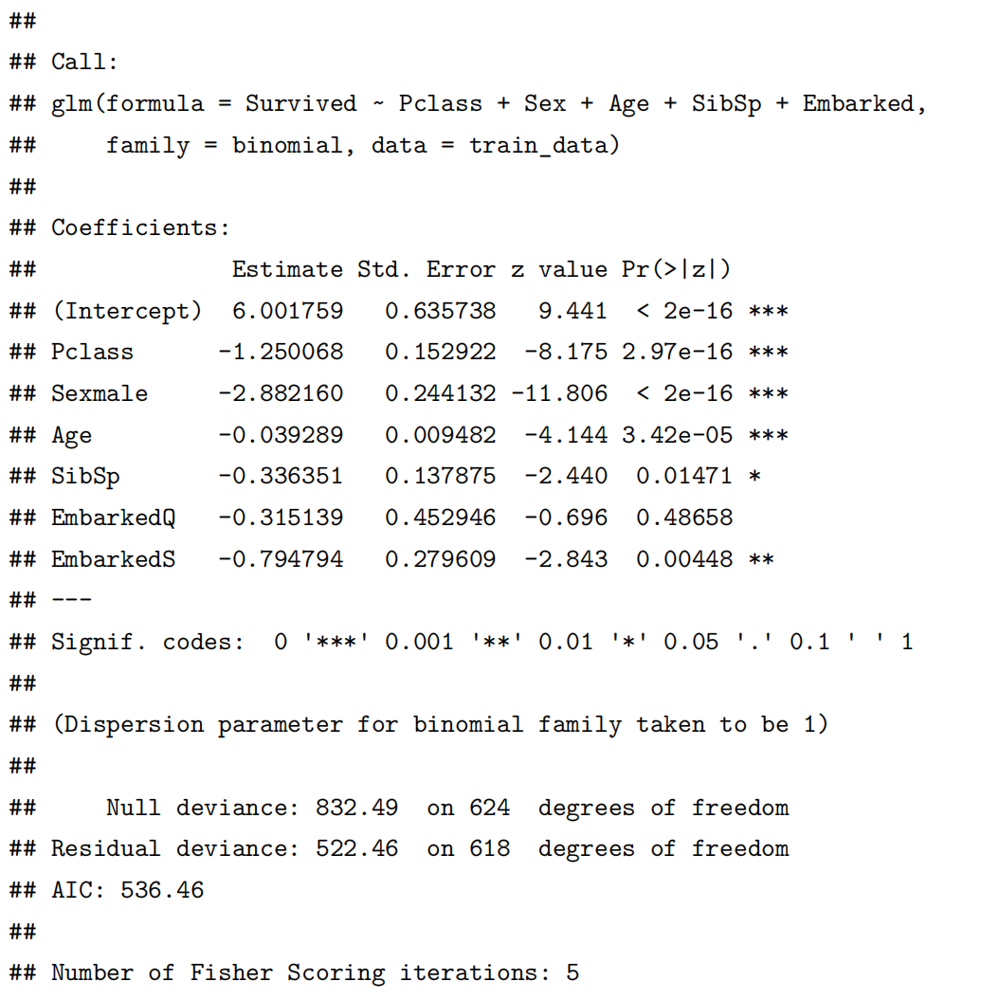 ##
## Call:
## glm(formula = Survived ~ Pclass + Sex + Age + SibSp + Embarked,
##     family = binomial, data = train_data)
##
## Coefficients:
##              Estimate Std. Error z value Pr(>|z|)
## (Intercept)  6.001759   0.635738   9.441  < 2e-16 ***
## Pclass      -1.250068   0.152922  -8.175 2.97e-16 ***
## Sexmale     -2.882160   0.244132 -11.806  < 2e-16 ***
## Age         -0.039289   0.009482  -4.144 3.42e-05 ***
## SibSp       -0.336351   0.137875  -2.440  0.01471 *
## EmbarkedQ   -0.315139   0.452946  -0.696  0.48658
## EmbarkedS   -0.794794   0.279609  -2.843  0.00448 **
## ---
## Signif. codes:  0 '***' 0.001 '**' 0.01 '*' 0.05 '.' 0.1 ' ' 1
##
## (Dispersion parameter for binomial family taken to be 1)
##
##     Null deviance: 832.49  on 624  degrees of freedom
## Residual deviance: 522.46  on 618  degrees of freedom
## AIC: 536.46
##
## Number of Fisher Scoring iterations: 5